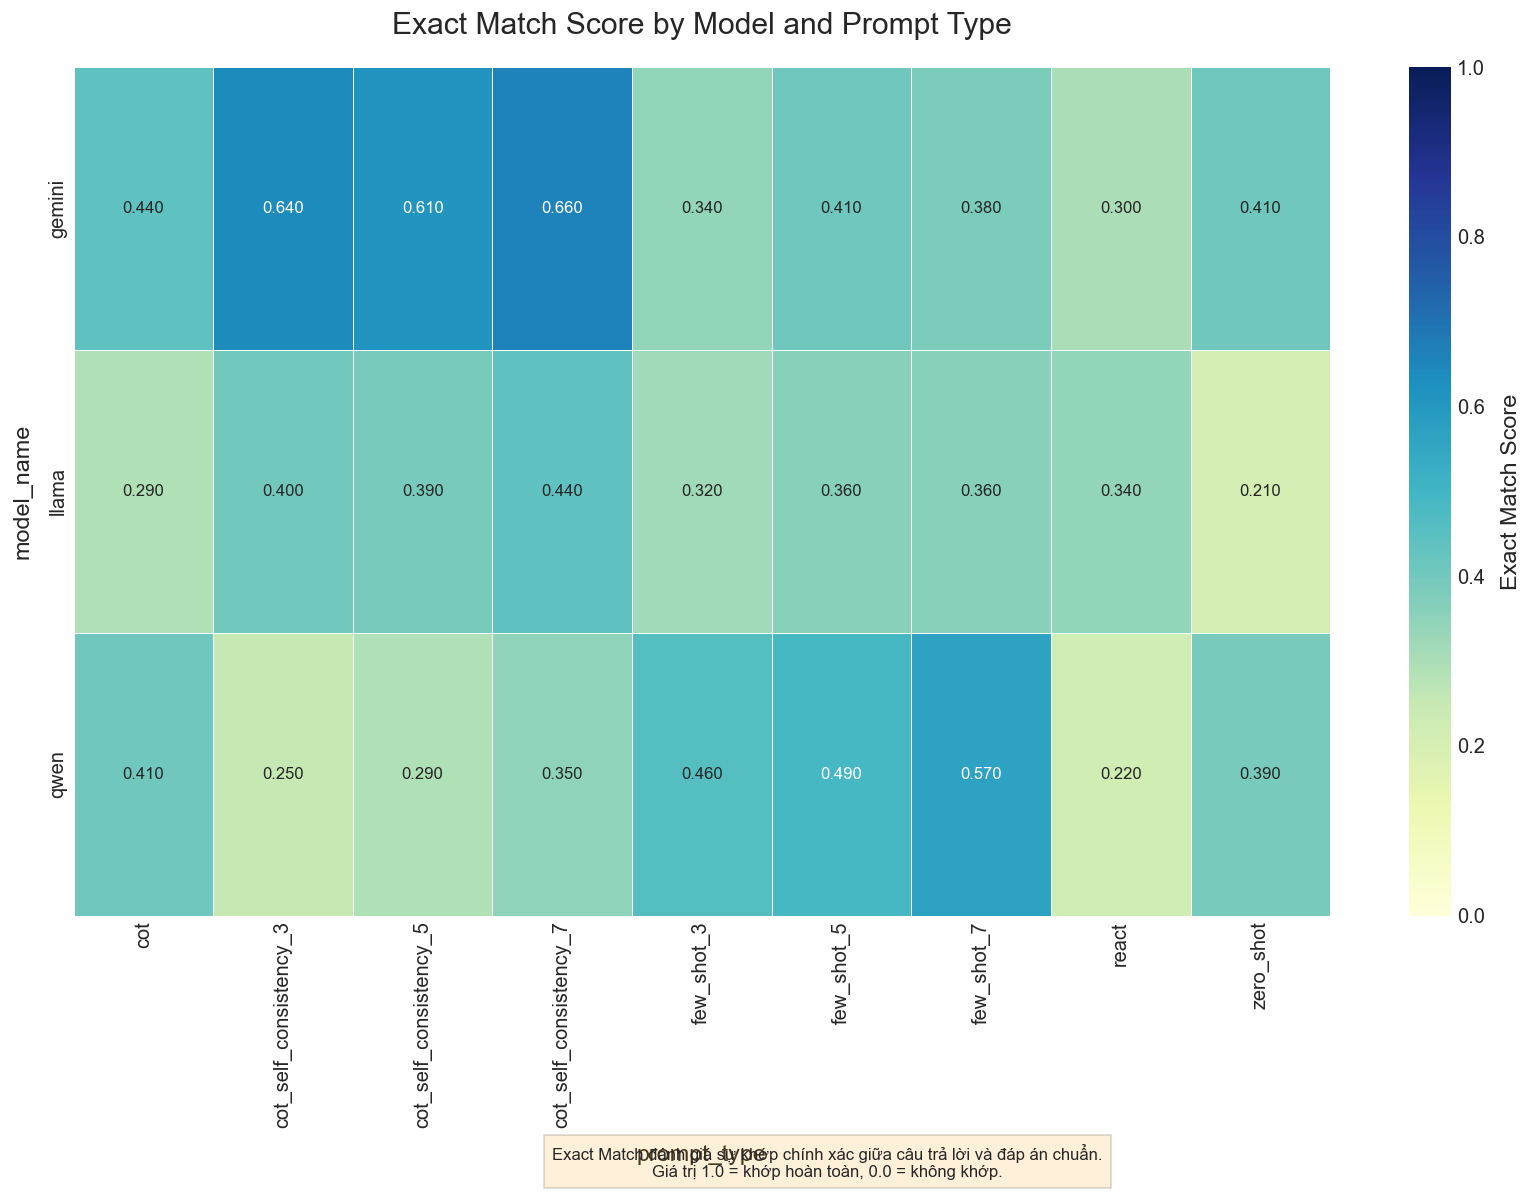 Exact Match Score by Model and Prompt Type
model_name
gemini
0.440 0.640 0.610 0.660 0.340 0.410 0.380 0.300 0.410
llama
0.290 0.400 0.390 0.440 0.320 0.360 0.360 0.340 0.210
qwen
0.410 0.250 0.290 0.350 0.460 0.490 0.570 0.220 0.390
cot
cot_self_consistency_3
cot_self_consistency_5
cot_self_consistency_7
few_shot_3
few_shot_5
few_shot_7
react
zero_shot
prompt_type
Exact Match đánh giá sự khớp chính xác giữa câu trả lời và đáp án chuẩn.
Giá trị 1.0 = khớp hoàn toàn, 0.0 = không khớp.
1.0
0.8
0.6
0.4
0.2
0.0
Exact Match Score